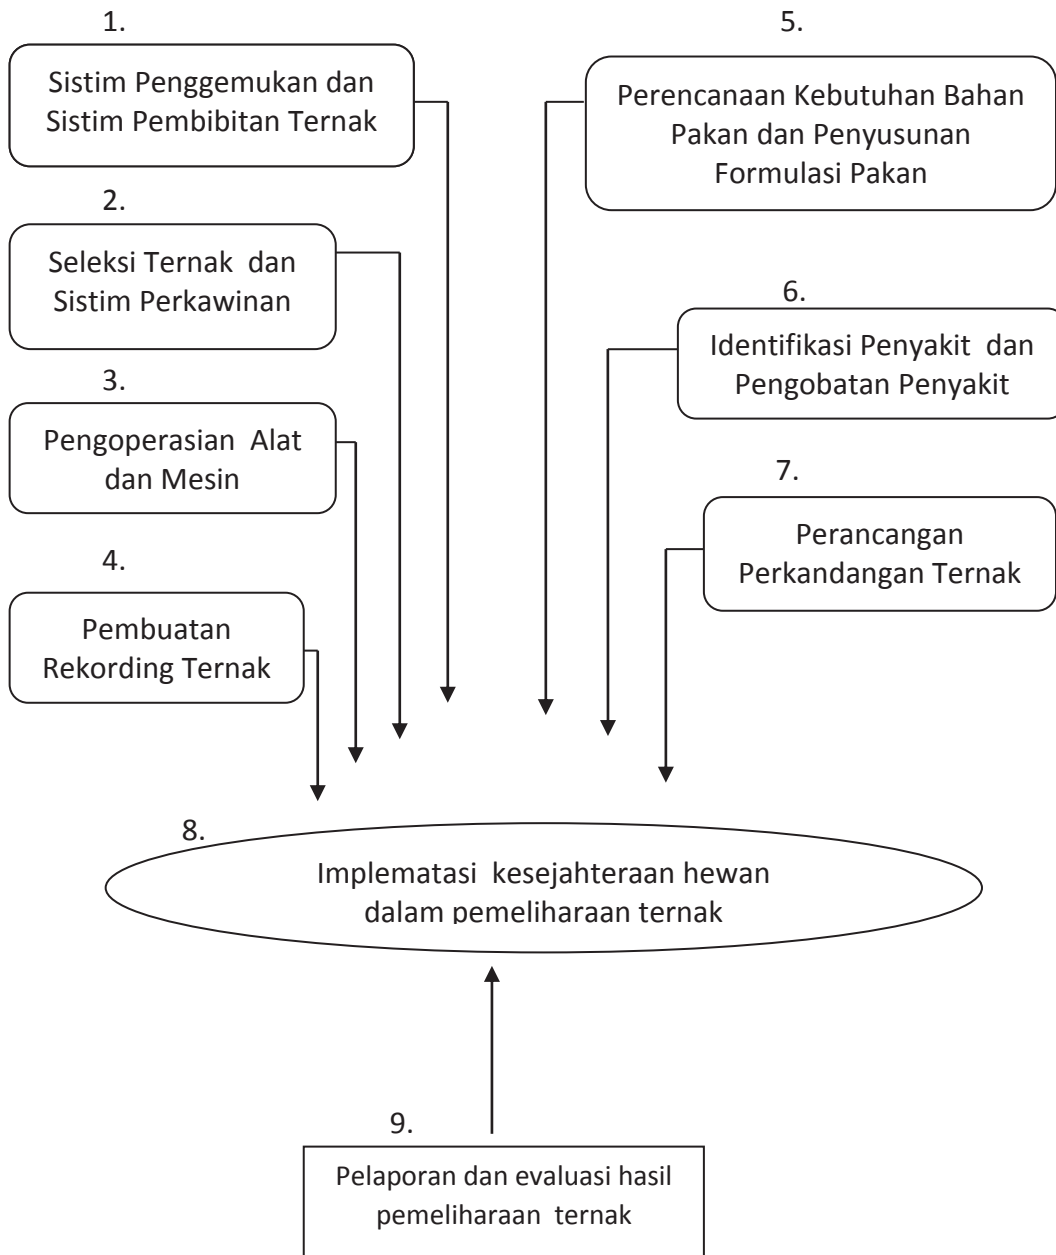 1.
Sistim Penggemukan dan
Sistim Pembibitan Ternak
2.
Seleksi Ternak dan
Sistim Perkawinan
3.
Pengoperasian Alat
dan Mesin
4.
Pembuatan
Rekording Ternak
5.
Perencanaan Kebutuhan Bahan
Pakan dan Penyusunan
Formulasi Pakan
6.
Identifikasi Penyakit dan
Pengobatan Penyakit
7.
Perancangan
Perkandangan Ternak
8.
Implematasi kesejahteraan hewan
dalam pemeliharaan ternak
9.
Pelaporan dan evaluasi hasil
pemeliharaan ternak